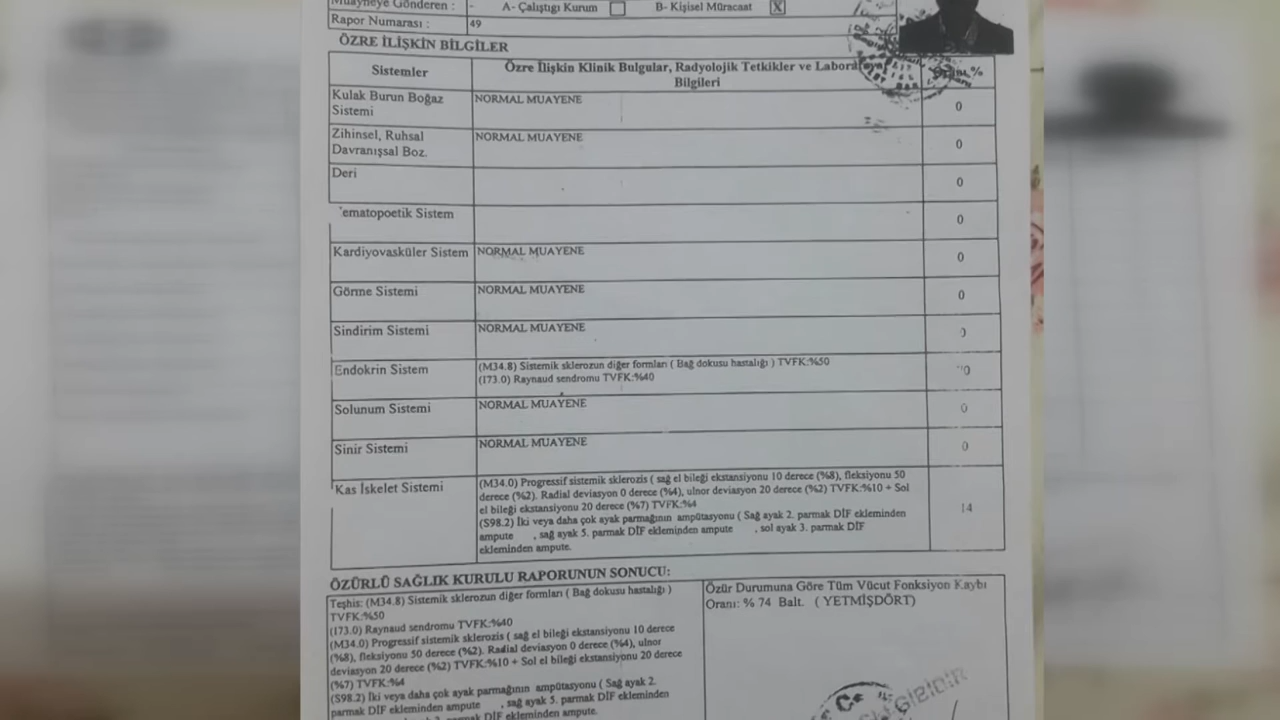 Muayneye Gönderen : - A- Çalıştığı Kurum B- Kişisel Müracaat X
Rapor Numarası : 49
ÖZRE İLİŞKİN BİLGİLER
Sistemler
Özre İlişkin Klinik Bulgular, Radyolojik Tetkikler ve
Bilgileri
%
Kulak Burun Boğaz
Sistemi
NORMAL MUAYENE
0
Zihinsel, Ruhsal
Davranışsal Boz.
NORMAL MUAYENE
0
Deri
0
ematopoetik Sistem
0
Kardiyovasküler Sistem NORMAL MUAYENE
0
Görme Sistemi NORMAL MUAYENE
0
Sindirim Sistemi NORMAL MUAYENE
0
Endokrin Sistem
(M34.8) Sistemik sklerozun diğer formları ( Bağ dokusu hastalığı ) TVFK:%50
(I73.0) Raynaud sendromu TVFK:%40
Solunum Sistemi NORMAL MUAYENE
0
Sinir Sistemi NORMAL MUAYENE
0
Kas İskelet Sistemi
(M34.0) Progressif sistemik sklerozis ( sağ el bileği ekstansiyonu 10 derece (%8), fleksiyonu 50
derece (%2). Radial deviasyon 0 derece (%4), ulnor deviasyon 20 derece (%2) TVFK:%10 + Sol
el bileği ekstansiyonu 20 derece (%7) TVFK:%4
(S98.2) İki veya daha çok ayak parmağının ampütasyonu ( Sağ ayak 2. parmak DİF ekleminden
ampute , sağ ayak 5. parmak DİF ekleminden ampute , sol ayak 3. parmak DİF
ekleminden ampute.
14
ÖZÜRLÜ SAĞLIK KURULU RAPORUNUN SONUCU:
Teşhis: (M34.8) Sistemik sklerozun diğer formları ( Bağ dokusu hastalığı )
TVFK:%50
(I73.0) Raynaud sendromu TVFK:%40
(M34.0) Progressif sistemik sklerozis ( sağ el bileği ekstansiyonu 10 derece
(%8), fleksiyonu 50 derece (%2). Radial deviasyon 0 derece (%4), ulnor
deviasyon 20 derece (%2) TVFK:%10 + Sol el bileği ekstansiyonu 20 derece
(%7) TVFK:%4
(S98.2) İki veya daha çok ayak parmağının ampütasyonu ( Sağ ayak 2.
parmak DİF ekleminden ampute , sağ ayak 5. parmak DİF ekleminden
DİF ekleminden ampute.
Özür Durumuna Göre Tüm Vücut Fonksiyon Kaybı
Oranı: % 74 Balt. ( YETMİŞDÖRT)